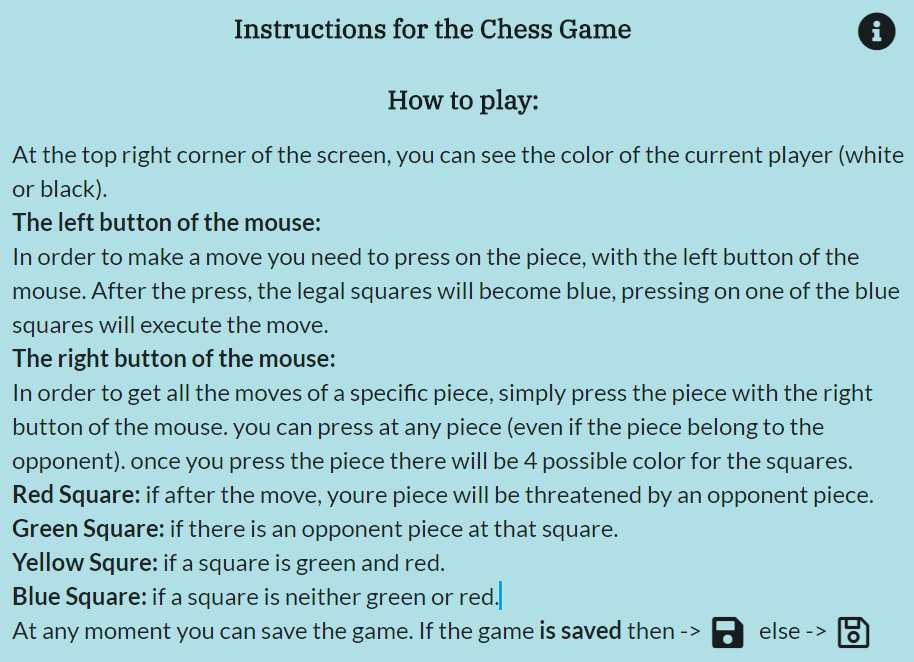 Instructions for the Chess Game
How to play:
At the top right corner of the screen, you can see the color of the current player (white
or black).
The left button of the mouse:
In order to make a move you need to press on the piece, with the left button of the
mouse. After the press, the legal squares will become blue, pressing on one of the blue
squares will execute the move.
The right button of the mouse:
In order to get all the moves of a specific piece, simply press the piece with the right
button of the mouse. you can press at any piece (even if the piece belong to the
opponent). once you press the piece there will be 4 possible color for the squares.
Red Square: if after the move, youre piece will be threatened by an opponent piece.
Green Square: if there is an opponent piece at that square.
Yellow Squre: if a square is green and red.
Blue Square: if a square is neither green or red.
At any moment you can save the game. If the game is saved then -> else ->